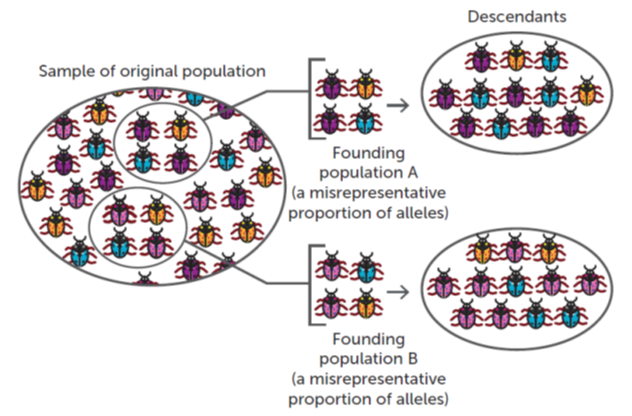 Descendants
Sample of original population
Founding
population A
(a misrepresentative
proportion of alleles)
Founding
population B
(a misrepresentative
proportion of alleles)